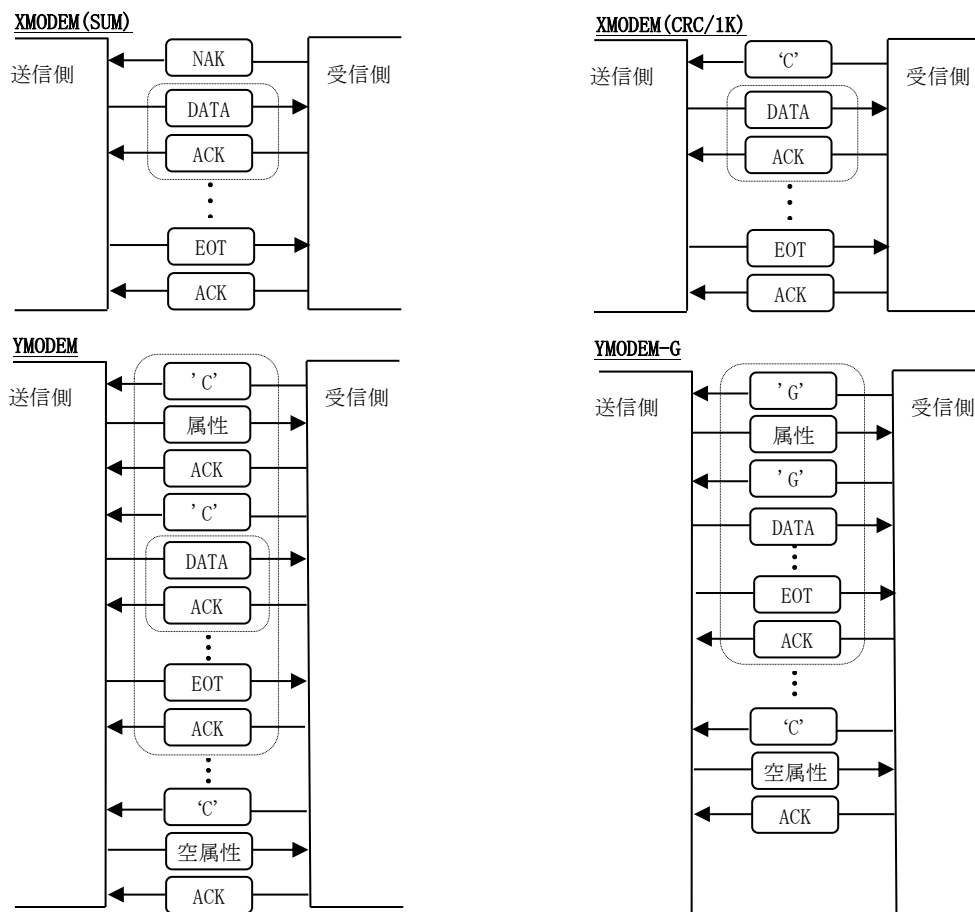 XMODEM(SUM)
送信側
受信側
NAK
DATA
ACK
EOT
ACK
XMODEM(CRC/1K)
送信側
受信側
‘C’
DATA
ACK
EOT
ACK
YMODEM
送信側
受信側
’C’
属性
ACK
’C’
DATA
ACK
EOT
ACK
‘C’
空属性
ACK
YMODEM-G
送信側
受信側
’G’
属性
’G’
DATA
EOT
ACK
‘C’
空属性
ACK